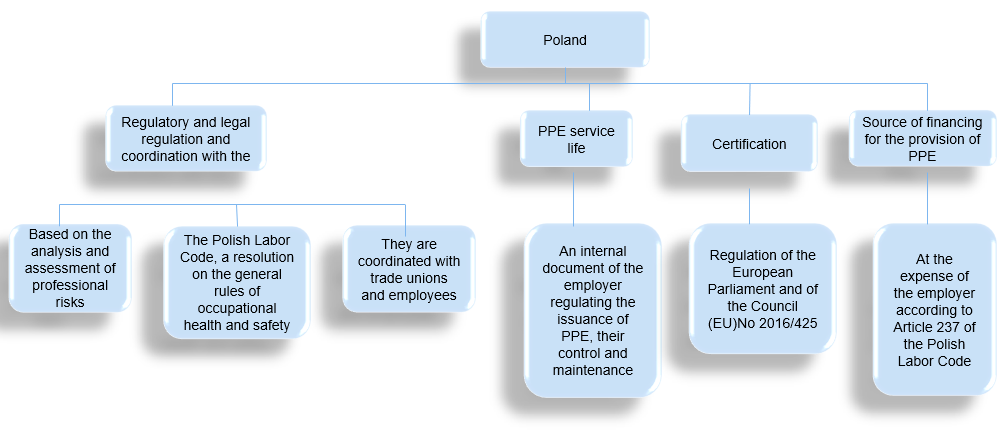 Poland
Regulatory and legal
regulation and
coordination with the
PPE service
life
Certification
Source of financing
for the provision of
PPE
Based on the
analysis and
assessment of
professional
risks
The Polish Labor
Code, a resolution
on the general
rules of
occupational
health and safety
They are
coordinated with
trade unions
and employees
An internal
document of the
employer
regulating the
issuance of
PPE, their
control and
maintenance
Regulation of the
European
Parliament and of
the Council
(EU)No 2016/425
At the
expense of
the employer
according to
Article 237 of
the Polish
Labor Code